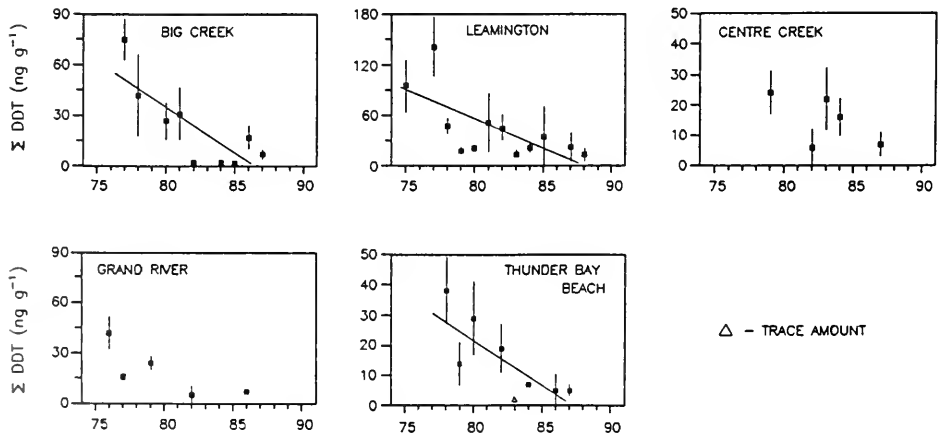 BIG CREEK
Σ DDT (ng g⁻¹)
90
60
30
0
75 80 85 90
LEAMINGTON
180
120
60
0
75 80 85 90
CENTRE CREEK
50
40
30
20
10
0
75 80 85 90
GRAND RIVER
Σ DDT (ng g⁻¹)
90
60
30
0
75 80 85 90
THUNDER BAY
BEACH
50
40
30
20
10
0
75 80 85 90
△ – TRACE AMOUNT